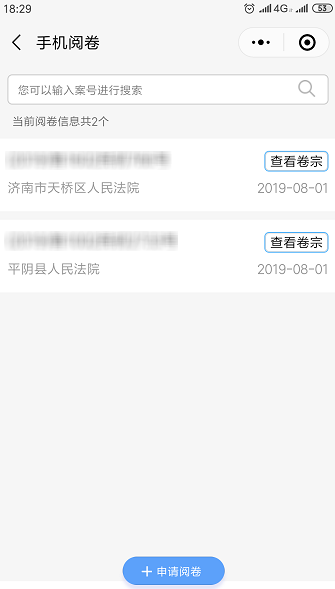 18:29
4G
53
手机阅卷
您可以输入案号进行搜索
当前阅卷信息共2个
查看卷宗
济南市天桥区人民法院
2019-08-01
查看卷宗
平阴县人民法院
2019-08-01
+ 申请阅卷